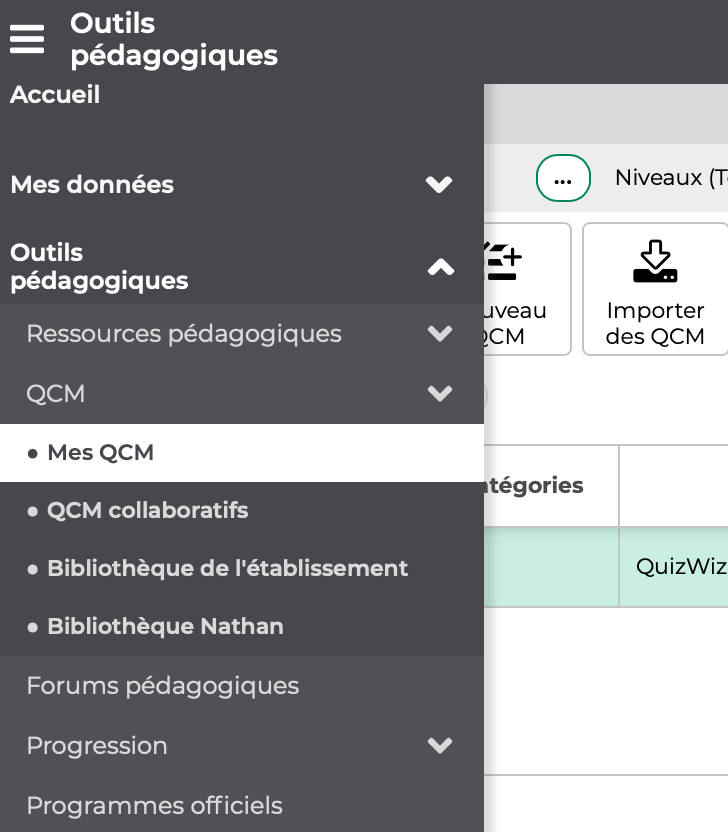 Outils
pédagogiques
Accueil
Mes données
Outils
pédagogiques
Ressources pédagogiques
QCM
• Mes QCM
• QCM collaboratifs
• Bibliothèque de l'établissement
• Bibliothèque Nathan
Forums pédagogiques
Progression
Programmes officiels
...
Niveaux (T
uveau
QCM
Importer
des QCM
tégories
QuizWiz